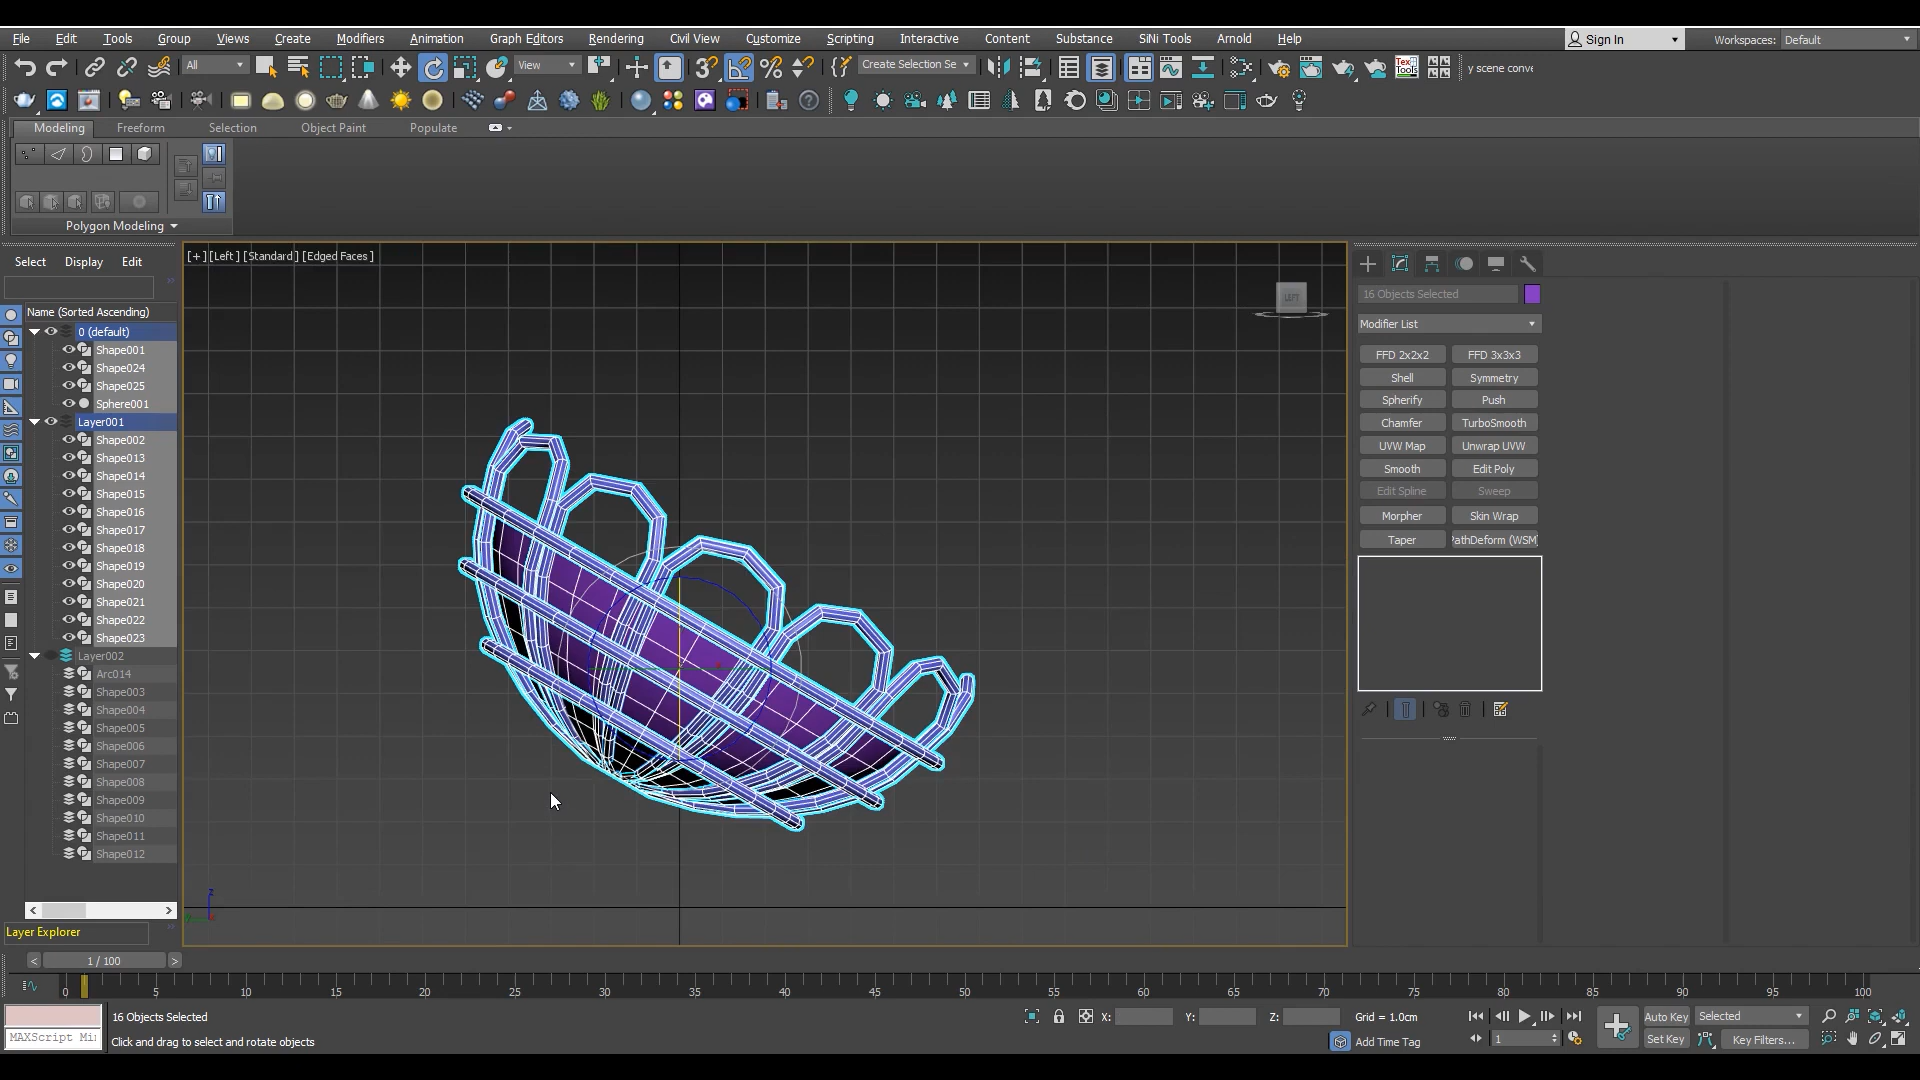 File Edit Tools Group Views Create Modifiers Animation Graph Editors Rendering Civil View Customize Scripting Interactive Content Substance SiNi Tools Arnold Help Sign In Workspaces: Default
All View Create Selection Se y scene conve
Modeling Freeform Selection Object Paint Populate
Polygon Modeling
Select Display Edit
[+] [Left] [Standard] [Edged Faces]
LEFT
Name (Sorted Ascending)
0 (default)
Shape001
Shape024
Shape025
Sphere001
Layer001
Shape002
Shape013
Shape014
Shape015
Shape016
Shape017
Shape018
Shape019
Shape020
Shape021
Shape022
Shape023
Layer002
Arc014
Shape003
Shape004
Shape005
Shape006
Shape007
Shape008
Shape009
Shape010
Shape011
Shape012
Layer Explorer
16 Objects Selected
Modifier List
FFD 2x2x2 FFD 3x3x3
Shell Symmetry
Spherify Push
Chamfer TurboSmooth
UVW Map Unwrap UVW
Smooth Edit Poly
Edit Spline Sweep
Morpher Skin Wrap
Taper PathDeform (WSM)
z
y
< 1 / 100 >
0 5 10 15 20 25 30 35 40 45 50 55 60 65 70 75 80 85 90 95 100
16 Objects Selected X: Y: Z: Grid = 1.0cm Auto Key Selected
MAXScript Mi Click and drag to select and rotate objects Add Time Tag 1 Set Key Key Filters...